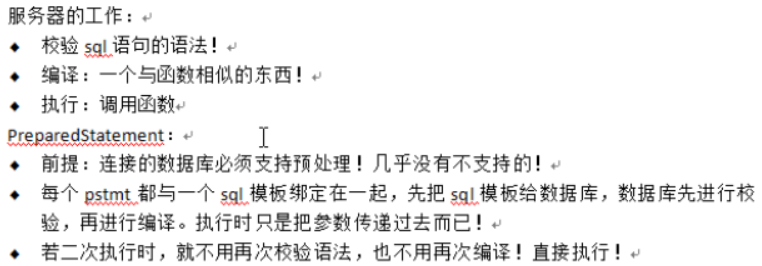 服务器的工作：
◆ 校验 sql 语句的语法！
◆ 编译：一个与函数相似的东西！
◆ 执行：调用函数
PreparedStatement：
◆ 前提：连接的数据库必须支持预处理！几乎没有不支持的！
◆ 每个 pstmt 都与一个 sql 模板绑定在一起，先把 sql 模板给数据库，数据库先进行校
验，再进行编译。执行时只是把参数传递过去而已！
◆ 若二次执行时，就不用再次校验语法，也不用再次编译！直接执行！